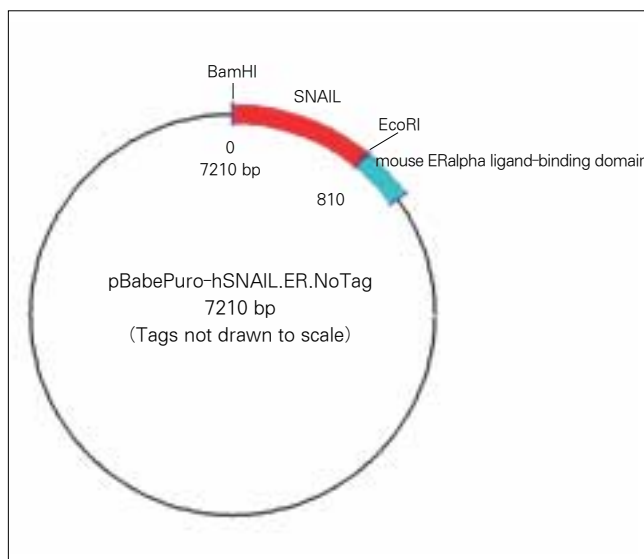 BamHI
SNAIL
EcoRI
mouse ERalpha ligand-binding domain
0
7210 bp
810
pBabePuro-hSNAIL.ER.NoTag
7210 bp
(Tags not drawn to scale)